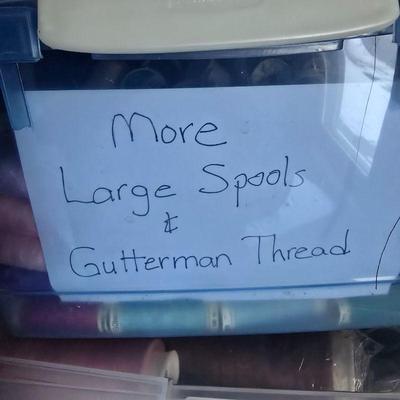 More
Large Spools
&
Gutterman Thread